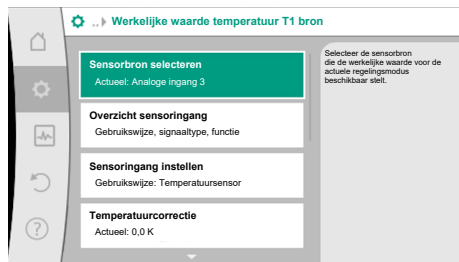 ..› Werkelijke waarde temperatuur T1 bron
Sensorbron selecteren
Actueel: Analoge ingang 3
Overzicht sensoringang
Gebruikswijze, signaaltype, functie
Sensoringang instellen
Gebruikswijze: Temperatuursensor
Temperatuurcorrectie
Actueel: 0,0 K
Selecteer de sensorbron
die de werkelijke waarde voor de
actuele regelingsmodus
beschikbaar stelt.
?